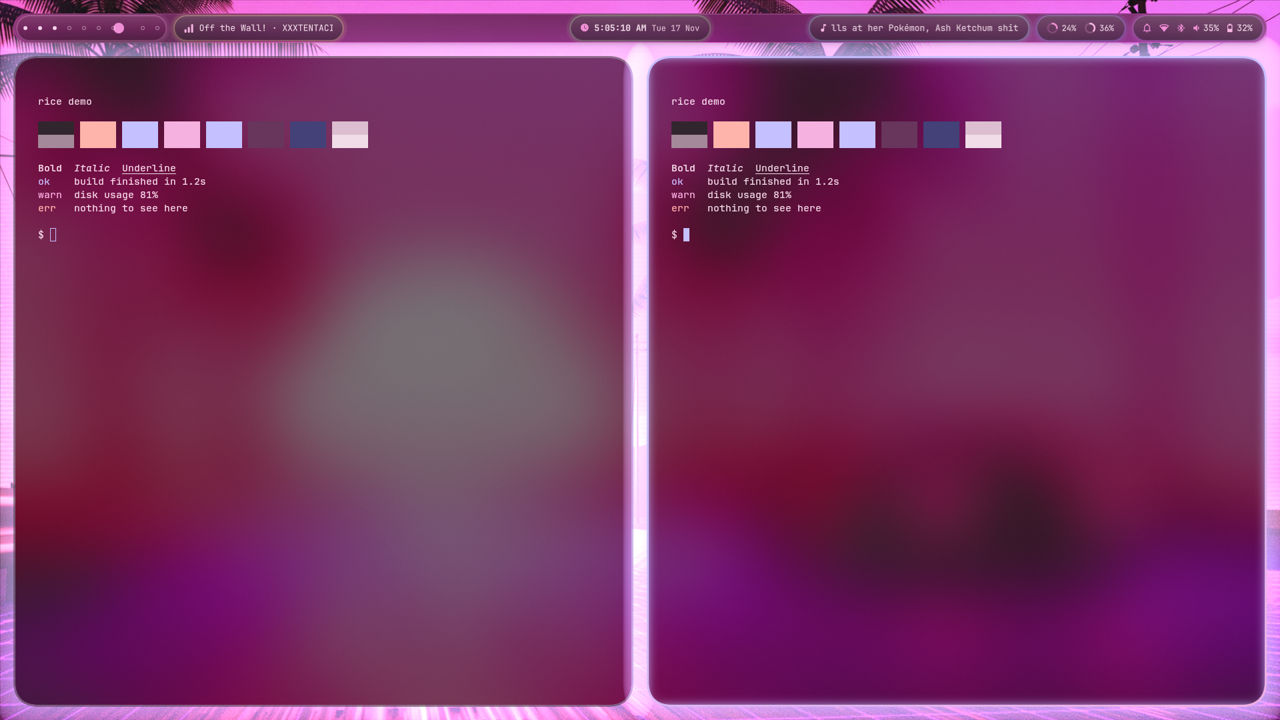 Off the Wall! · XXXTENTACI
5:05:10 AM Tue 17 Nov
lls at her Pokémon, Ash Ketchum shit
24% 36%
35% 32%
rice demo
Bold Italic Underline
ok build finished in 1.2s
warn disk usage 81%
err nothing to see here
$
rice demo
Bold Italic Underline
ok build finished in 1.2s
warn disk usage 81%
err nothing to see here
$